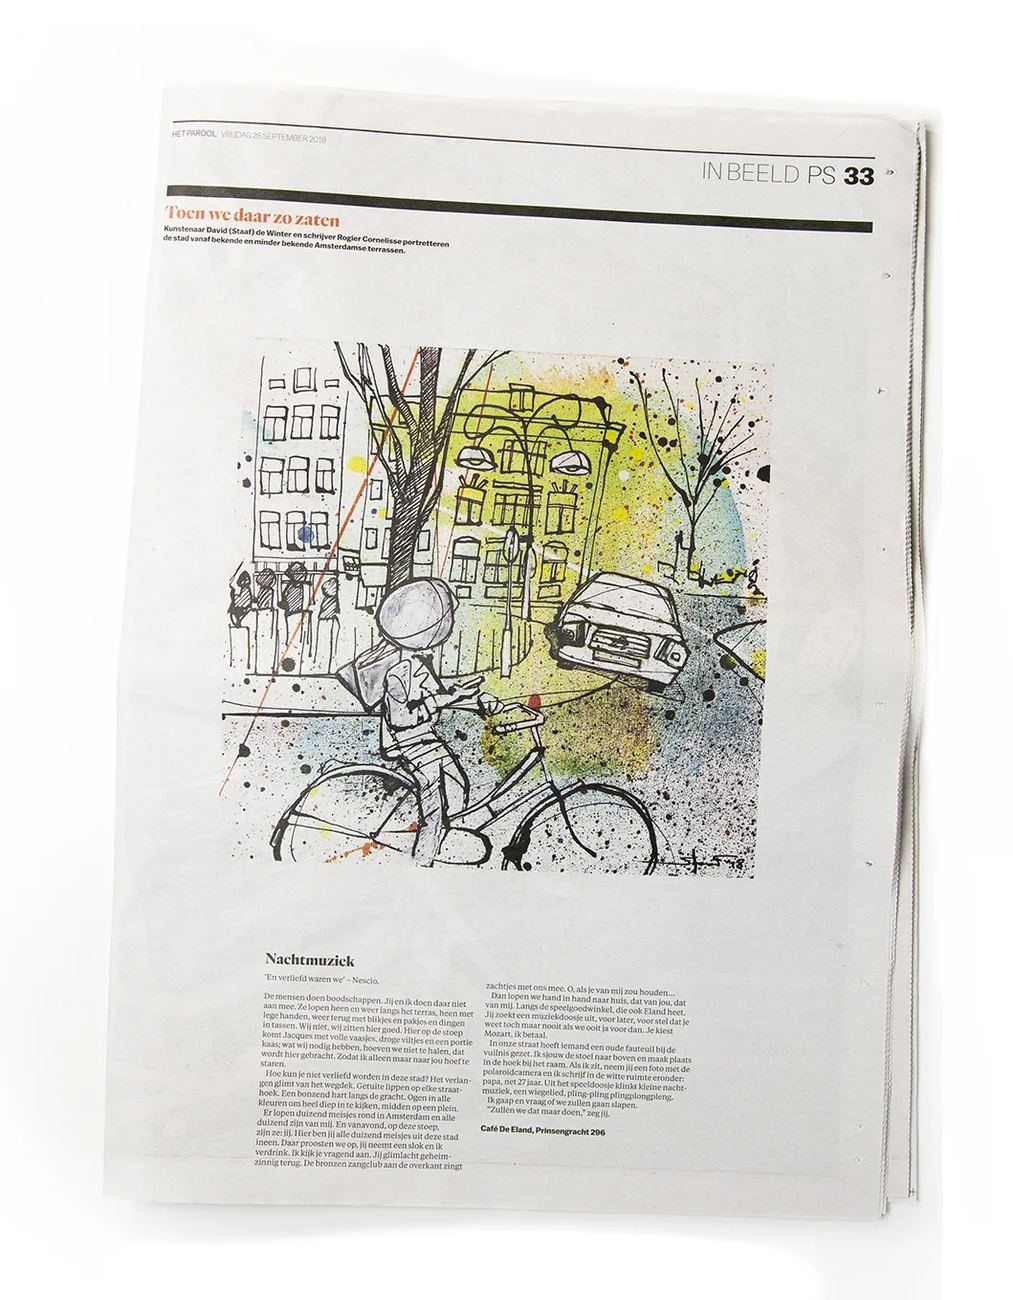 HET PAROOL VRIJDAG 28 SEPTEMBER 2018
IN BEELD PS 33
Toen we daar zo zaten
Kunstenaar David (Staaf) de Winter en schrijver Rogier Cornelisse portretteren
de stad vanaf bekende en minder bekende Amsterdamse terrassen.
Nachtmuziek
'En verliefd waren we' – Nescio.
De mensen doen boodschappen. Jij en ik doen daar niet
aan mee. Ze lopen heen en weer langs het terras, heen met
lege handen, weer terug met blikjes en pakjes en dingen
in tassen. Wij niet, wij zitten hier goed. Hier op de stoep
komt Jacques met volle vaasjes, droge viltjes en een portie
kaas; wat wij nodig hebben, hoeven we niet te halen, dat
wordt hier gebracht. Zodat ik alleen maar naar jou hoef te
staren.
Hoe kun je niet verliefd worden in deze stad? Het verlan-
gen glimt van het wegdek. Getuite lippen op elke straat-
hoek. Een bonzend hart langs de gracht. Ogen in alle
kleuren om heel diep in te kijken, midden op een plein.
Er lopen duizend meisjes rond in Amsterdam en alle
duizend zijn van mij. En vanavond, op deze stoep,
zijn ze: jij. Hier ben jij alle duizend meisjes uit deze stad
ineen. Daar proosten we op, jij neemt een slok en ik
verdrink. Ik kijk je vragend aan. Jij glimlacht geheim-
zinnig terug. De bronzen zangclub aan de overkant zingt
zachtjes met ons mee. O, als je van mij zou houden...
Dan lopen we hand in hand naar huis, dat van jou, dat
van mij. Langs de speelgoedwinkel, die ook Eland heet.
Jij zoekt een muziekdoosje uit, voor later, voor stel dat je
weet toch maar nooit als we ooit ja voor dan. Je kiest
Mozart, ik betaal.
In onze straat heeft iemand een oude fauteuil bij de
vuilnis gezet. Ik sjouw de stoel naar boven en maak plaats
in de hoek bij het raam. Als ik zit, neem jij een foto met de
polaroidcamera en ik schrijf in de witte ruimte eronder:
papa, net 27 jaar. Uit het speeldoosje klinkt kleine nacht-
muziek, een wiegelied, pling-pling plingplongpleng.
Ik gaap en vraag of we zullen gaan slapen.
"Zullen we dat maar doen," zeg jij.
Café De Eland, Prinsengracht 296